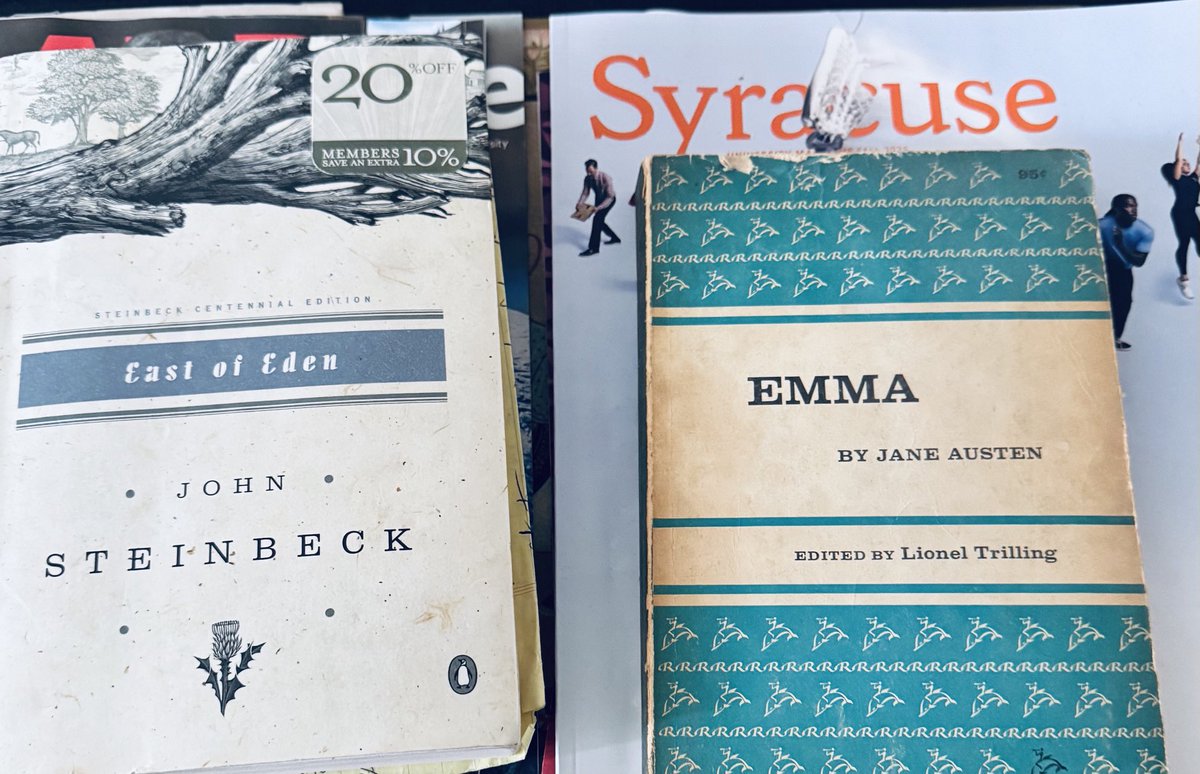 20% OFF
MEMBERS
SAVE AN EXTRA 10%
STEINBECK CENTENNIAL EDITION
East of Eden
JOHN
STEINBECK
Syracuse
95¢
EMMA
BY JANE AUSTEN
EDITED BY Lionel Trilling